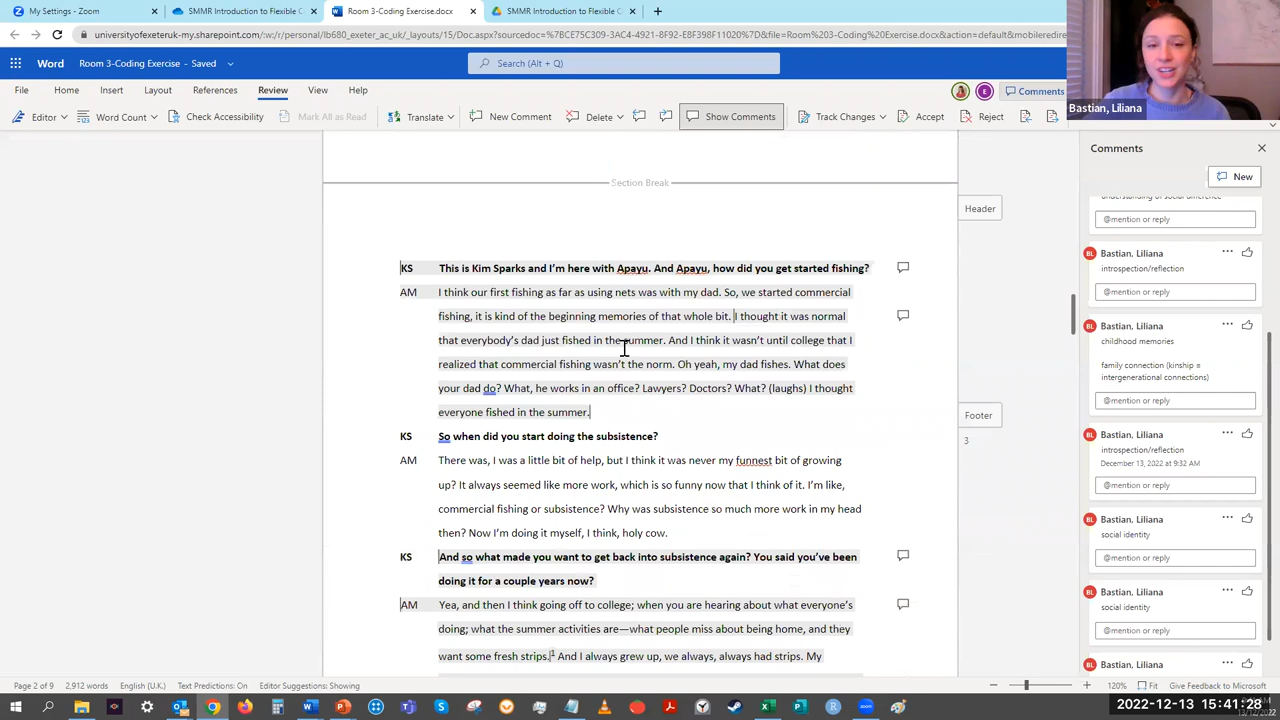 My Settings - Zoom
SMMR Introduction to Flexible C
Room 3-Coding Exercise.docx
SMMR Introduction to Flexible C
universityofexeteruk-my.sharepoint.com/:w:/r/personal/lb680_exeter_ac_uk/_layouts/15/Doc.aspx?sourcedoc=%7BCE75C309-3AC4-4921-8F92-E8F398F11020%7D&file=Room%203-Coding%20Exercise.docx&action=default&mobileredire
Word Room 3-Coding Exercise - Saved
Search (Alt + Q)
File Home Insert Layout References Review View Help
Comments
Bastian, Liliana
Editor Word Count Check Accessibility Mark All as Read Translate New Comment Delete Show Comments Track Changes Accept Reject
Comments
New
Section Break
Header
@mention or reply
KS This is Kim Sparks and I'm here with Apayu. And Apayu, how did you get started fishing?
AM I think our first fishing as far as using nets was with my dad. So, we started commercial
fishing, it is kind of the beginning memories of that whole bit. I thought it was normal
that everybody's dad just fished in the summer. And I think it wasn't until college that I
realized that commercial fishing wasn't the norm. Oh yeah, my dad fishes. What does
your dad do? What, he works in an office? Lawyers? Doctors? What? (laughs) I thought
everyone fished in the summer.
KS So when did you start doing the subsistence?
AM There was, I was a little bit of help, but I think it was never my funnest bit of growing
up? It always seemed like more work, which is so funny now that I think of it. I'm like,
commercial fishing or subsistence? Why was subsistence so much more work in my head
then? Now I'm doing it myself, I think, holy cow.
KS And so what made you want to get back into subsistence again? You said you've been
doing it for a couple years now?
AM Yea, and then I think going off to college; when you are hearing about what everyone's
doing; what the summer activities are—what people miss about being home, and they
want some fresh strips.1 And I always grew up, we always, always had strips. My
Footer
3
BL Bastian, Liliana
introspection/reflection
@mention or reply
BL Bastian, Liliana
childhood memories
family connection (kinship =
intergenerational connections)
@mention or reply
BL Bastian, Liliana
introspection/reflection
December 13, 2022 at 9:32 AM
@mention or reply
BL Bastian, Liliana
social identity
@mention or reply
BL Bastian, Liliana
social identity
@mention or reply
BL Bastian, Liliana
Page 2 of 9 2,912 words English (U.K.) Text Predictions: On Editor Suggestions: Showing
120% Fit Give Feedback to Microsoft
2022-12-13 15:41:28